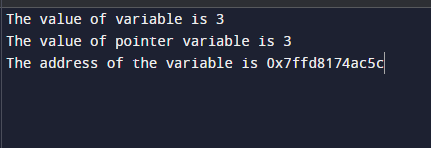 The value of variable is 3
The value of pointer variable is 3
The address of the variable is 0x7ffd8174ac5c